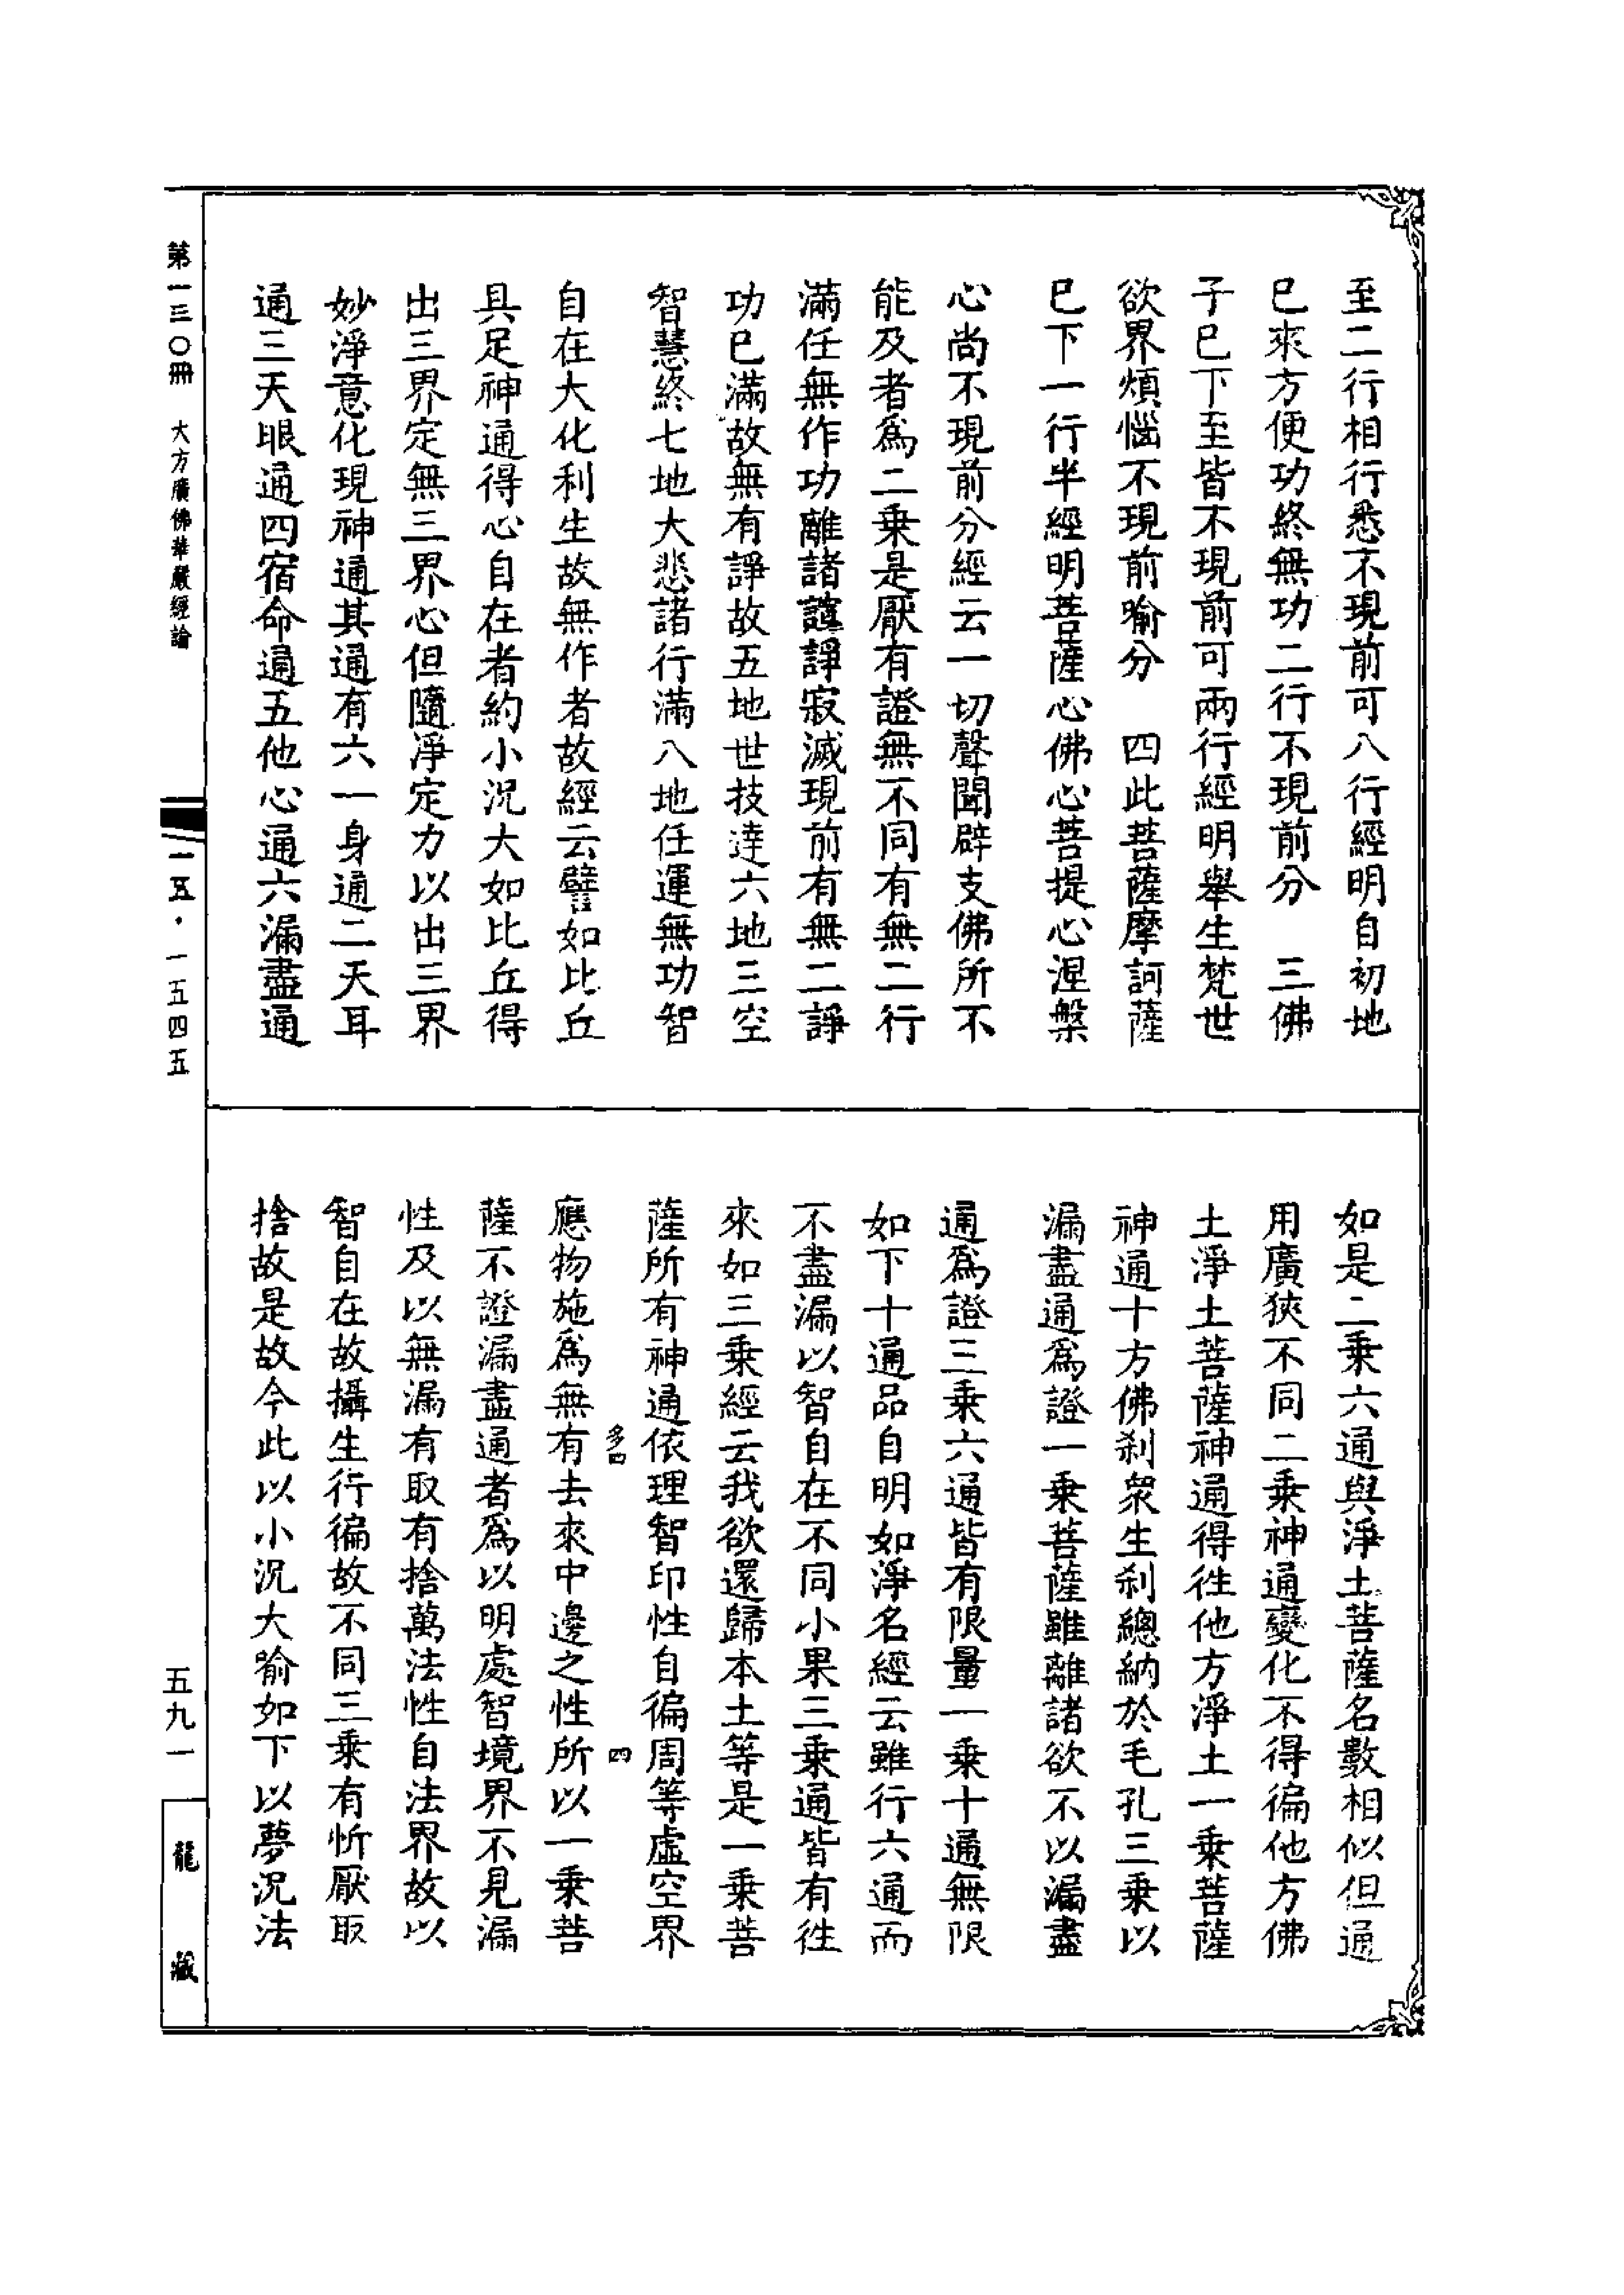 至二行相行悉不現前可八行經明自初地
已來方便功終無功二行不現前分　三佛
子已下至皆不現前可兩行經明舉生梵世
欲界煩惱不現前喻分　四此菩薩摩訶薩
已下一行半經明菩薩心佛心菩提心涅槃
心尚不現前分經云一切聲聞辟支佛所不
能及者爲二乗是厭有證無不同有無二行
滿任無作功離諸諠諍寂滅現前有無二諍
功已滿故無有諍故五地世技達六地三空
智慧終七地大悲諸行滿八地任運無功智
自在大化利生故無作者故經云譬如比丘
具足神通得心自在者約小況大如比丘得
出三界定無三界心但隨淨定力以出三界
妙淨意化現神通其通有六一身通二天耳
通三天眼通四宿命通五他心通六漏盡通
如是二乗六通與淨土菩薩名數相似但通
用廣狹不同二乗神通變化不得徧他方佛
土淨土菩薩神通得徃他方淨土一乗菩薩
神通十方佛刹衆生刹總納於毛孔三乗以
漏盡通爲證一乗菩薩雖離諸欲不以漏盡
通爲證三乗六通皆有限量一乗十通無限
如下十通品自明如淨名經云雖行六通而
不盡漏以智自在不同小果三乗通皆有徃
來如三乗經云我欲還歸本土等是一乗菩
薩所有神通依理智印性自徧周等虛空界
多四　四
應物施爲無有去來中邊之性所以一乗菩
薩不證漏盡通者爲以明處智境界不見漏
性及以無漏有取有捨萬法性自法界故以
智自在故攝生行徧故不同三乗有忻厭取
捨故是故今此以小況大喻如下以夢況法
第一三〇冊　大方廣佛華嚴經論
一五·一五四五
五九一
龍藏